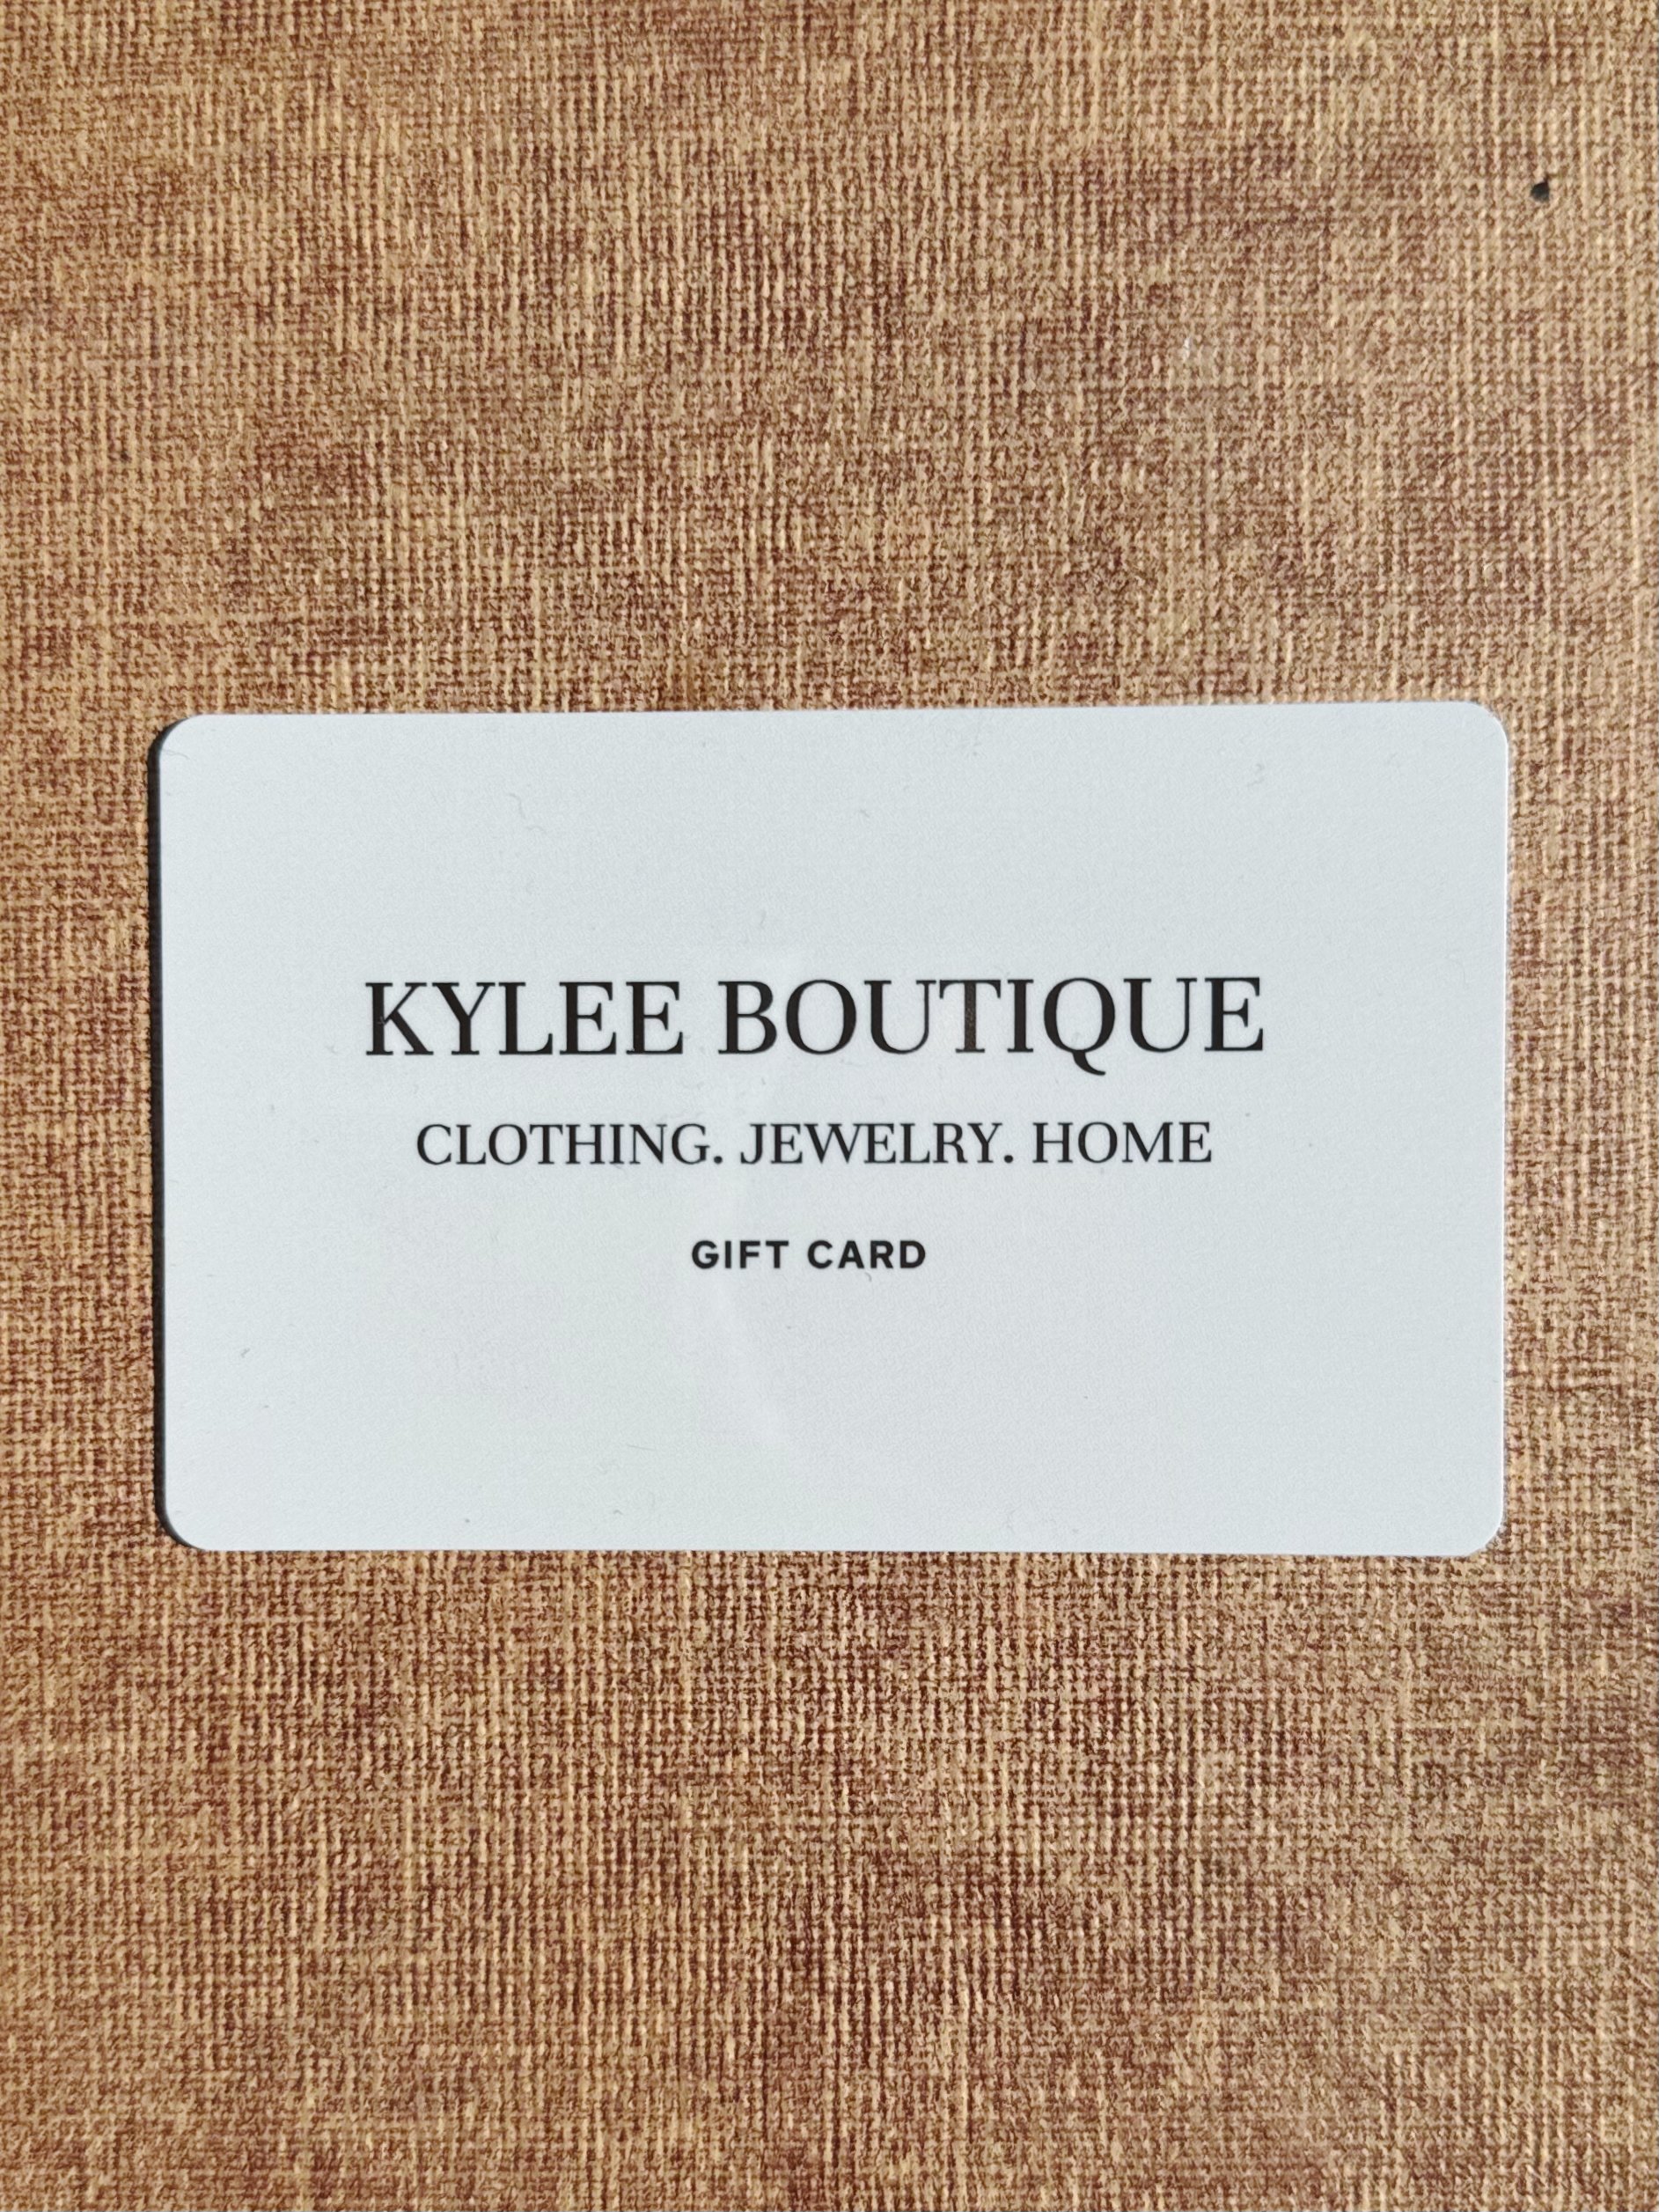 KYLEE BOUTIQUE
CLOTHING. JEWELRY. HOME
GIFT CARD